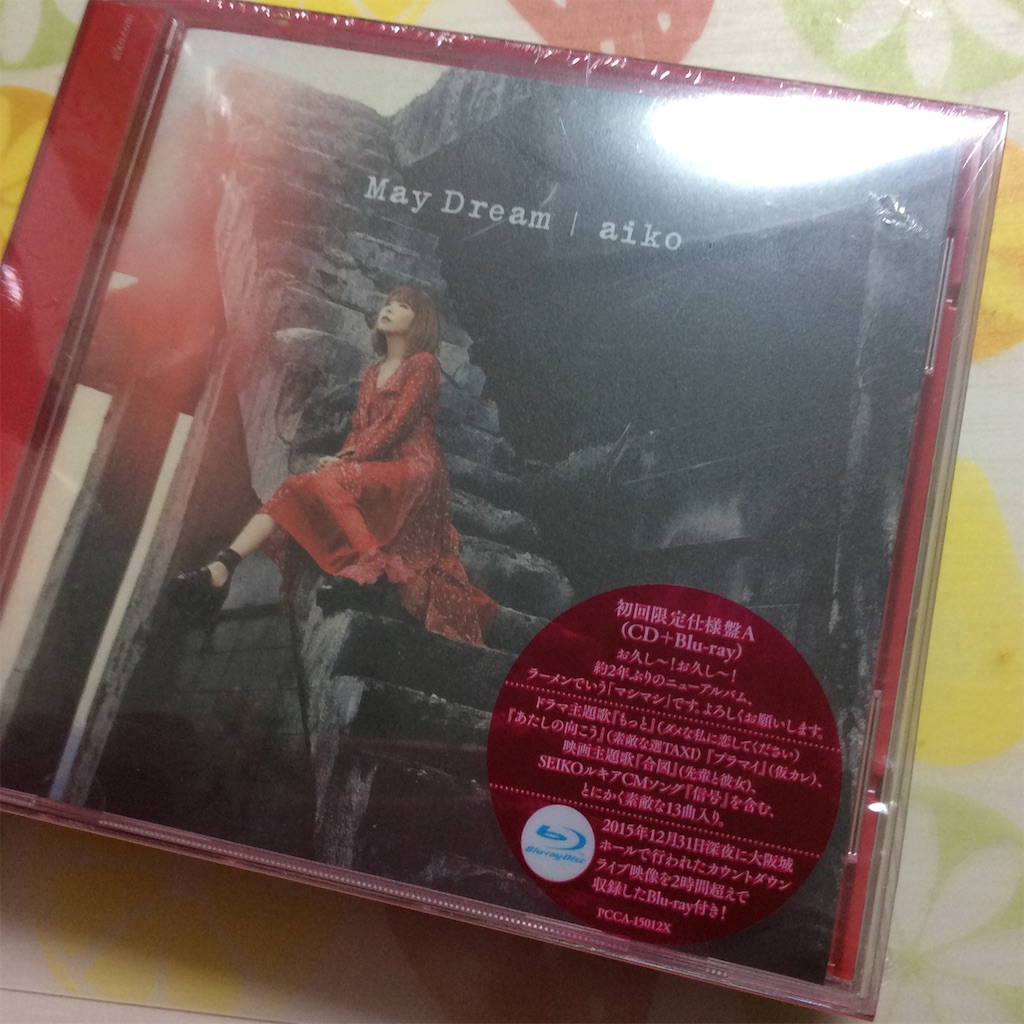 May Dream | aiko
初回限定仕様盤A
(CD+Blu-ray)
お久し〜!お久し〜!
約2年ぶりのニューアルバム、
ラーメンでいう「マシマシ」です。よろしくお願いします。
ドラマ主題歌『もっと』(ダメな私に恋してください)
『あたしの向こう』(素敵な選TAXI)『プラマイ』(仮カレ)、
映画主題歌『合図』(先輩と彼女)、
SEIKOルキアCMソング『信号』を含む、
とにかく素敵な13曲入り。
2015年12月31日深夜に大阪城
ホールで行われたカウントダウン
ライブ映像を2時間超えで
収録したBlu-ray付き!
Blu-ray Disc
PCCA-15012X